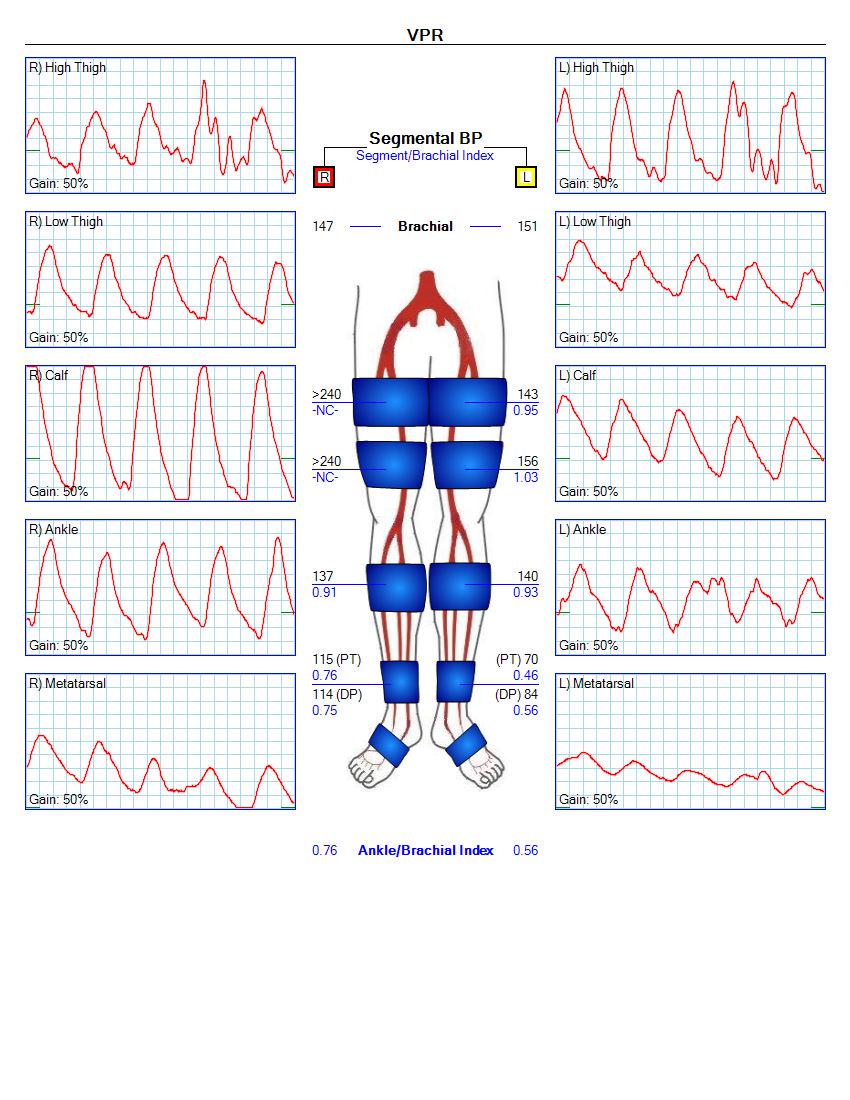 VPR
R) High Thigh
Gain: 50%
L) High Thigh
Gain: 50%
Segmental BP
Segment/Brachial Index
R
L
147 Brachial 151
R) Low Thigh
Gain: 50%
L) Low Thigh
Gain: 50%
R) Calf
Gain: 50%
L) Calf
Gain: 50%
>240
-NC-
143
0.95
>240
-NC-
156
1.03
R) Ankle
Gain: 50%
L) Ankle
Gain: 50%
137
0.91
140
0.93
115 (PT)
0.76
114 (DP)
0.75
(PT) 70
0.46
(DP) 84
0.56
R) Metatarsal
Gain: 50%
L) Metatarsal
Gain: 50%
0.76 Ankle/Brachial Index 0.56